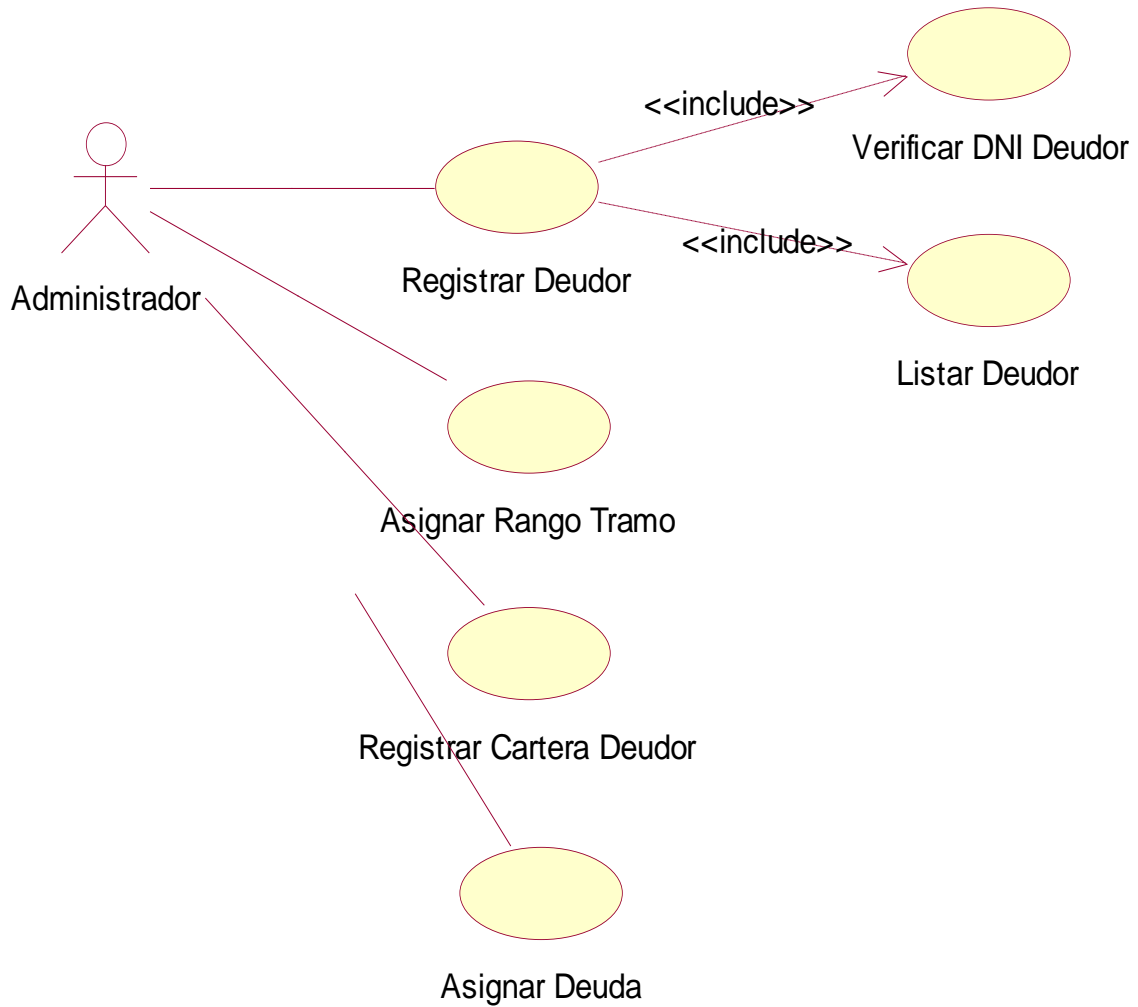 <<include>>
Verificar DNI Deudor
<<include>>
Registrar Deudor
Administrador
Listar Deudor
Asignar Rango Tramo
Registrar Cartera Deudor
Asignar Deuda